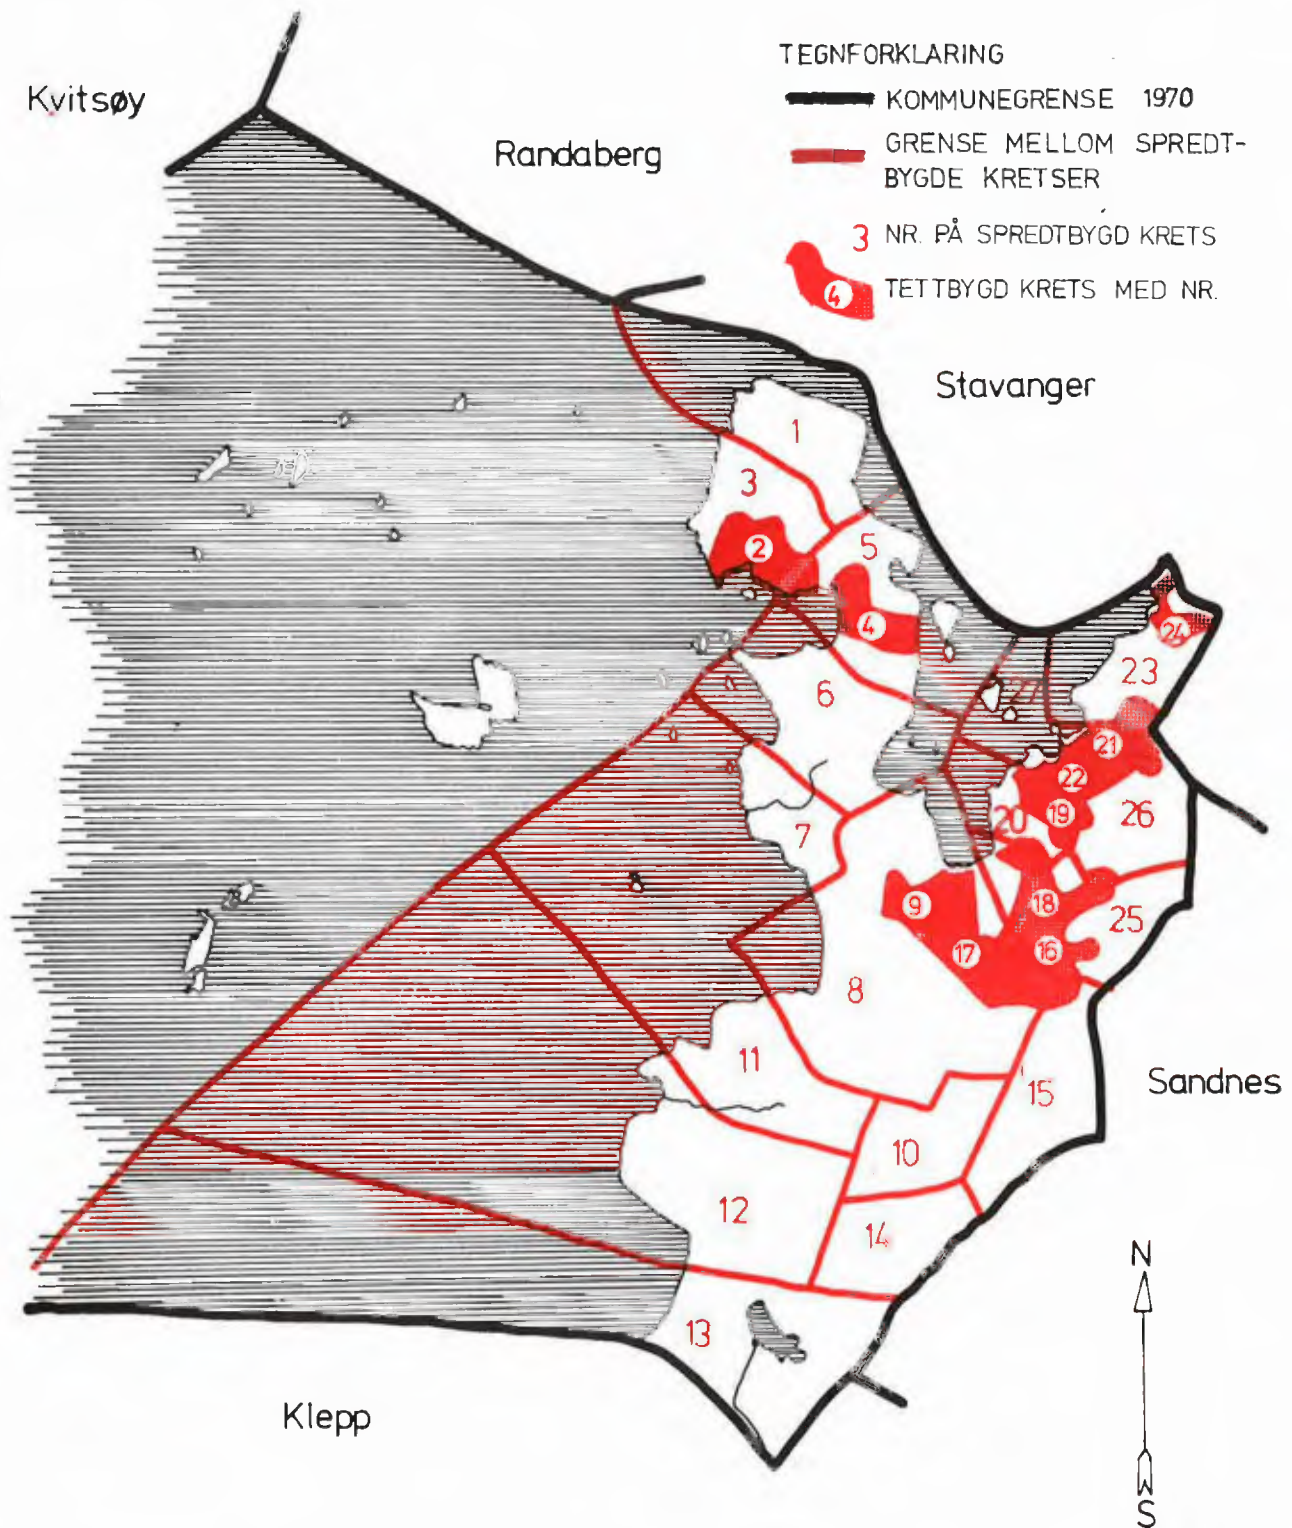 TEGNFORKLARING
KOMMUNEGRENSE 1970
GRENSE MELLOM SPREDT-
BYGDE KRETSER
3 NR. PÅ SPREDTBYGD KRETS
4 TETTBYGD KRETS MED NR.
Kvitsøy
Randaberg
Stavanger
1
3
2
5
4
24
23
6
27
21
22
7
20
19
26
9
18
25
17
16
8
11
15
Sandnes
10
12
14
13
N
Klepp
S